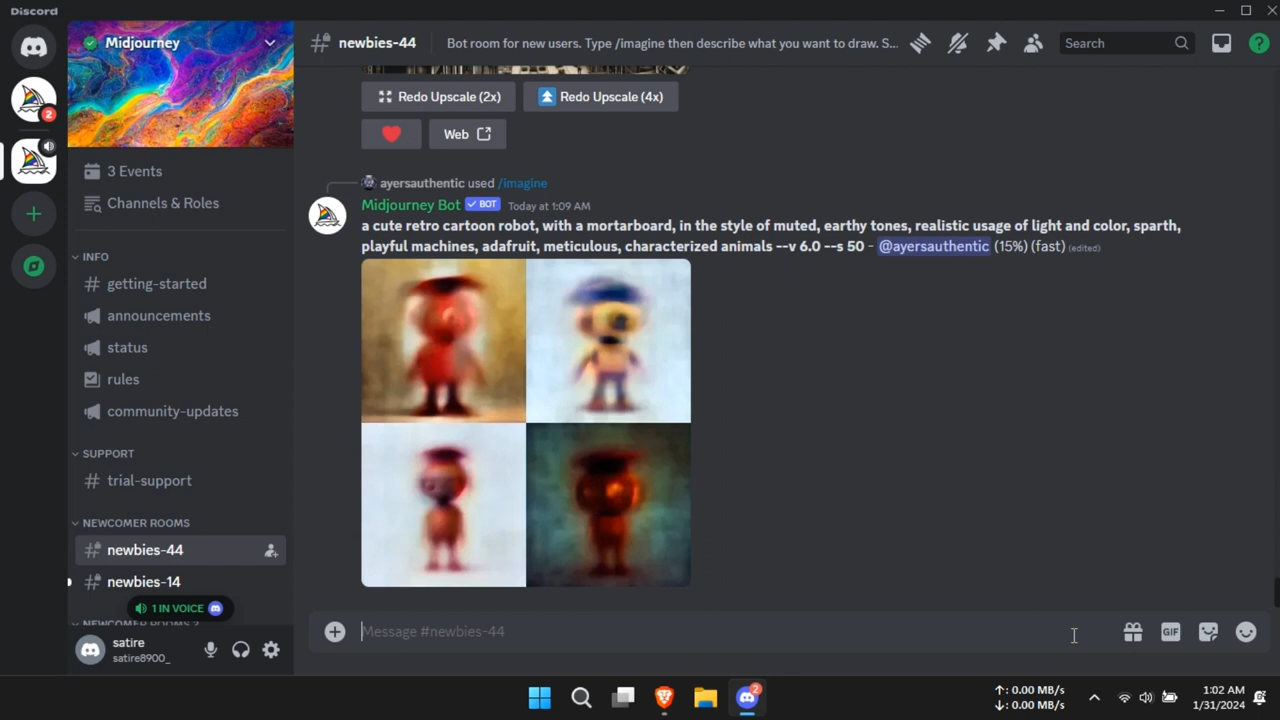 Discord
Midjourney
newbies-44
Bot room for new users. Type /imagine then describe what you want to draw. S...
Search
2
3 Events
Channels & Roles
INFO
getting-started
announcements
status
rules
community-updates
SUPPORT
trial-support
NEWCOMER ROOMS
newbies-44
newbies-14
1 IN VOICE
satire
satire8900_
Redo Upscale (2x)
Redo Upscale (4x)
Web
ayersauthentic used /imagine
Midjourney Bot BOT Today at 1:09 AM
a cute retro cartoon robot, with a mortarboard, in the style of muted, earthy tones, realistic usage of light and color, sparth,
playful machines, adafruit, meticulous, characterized animals --v 6.0 --s 50 - @ayersauthentic (15%) (fast) (edited)
Message #newbies-44
GIF
2
↑: 0.00 MB/s
↓: 0.00 MB/s
1:02 AM
1/31/2024